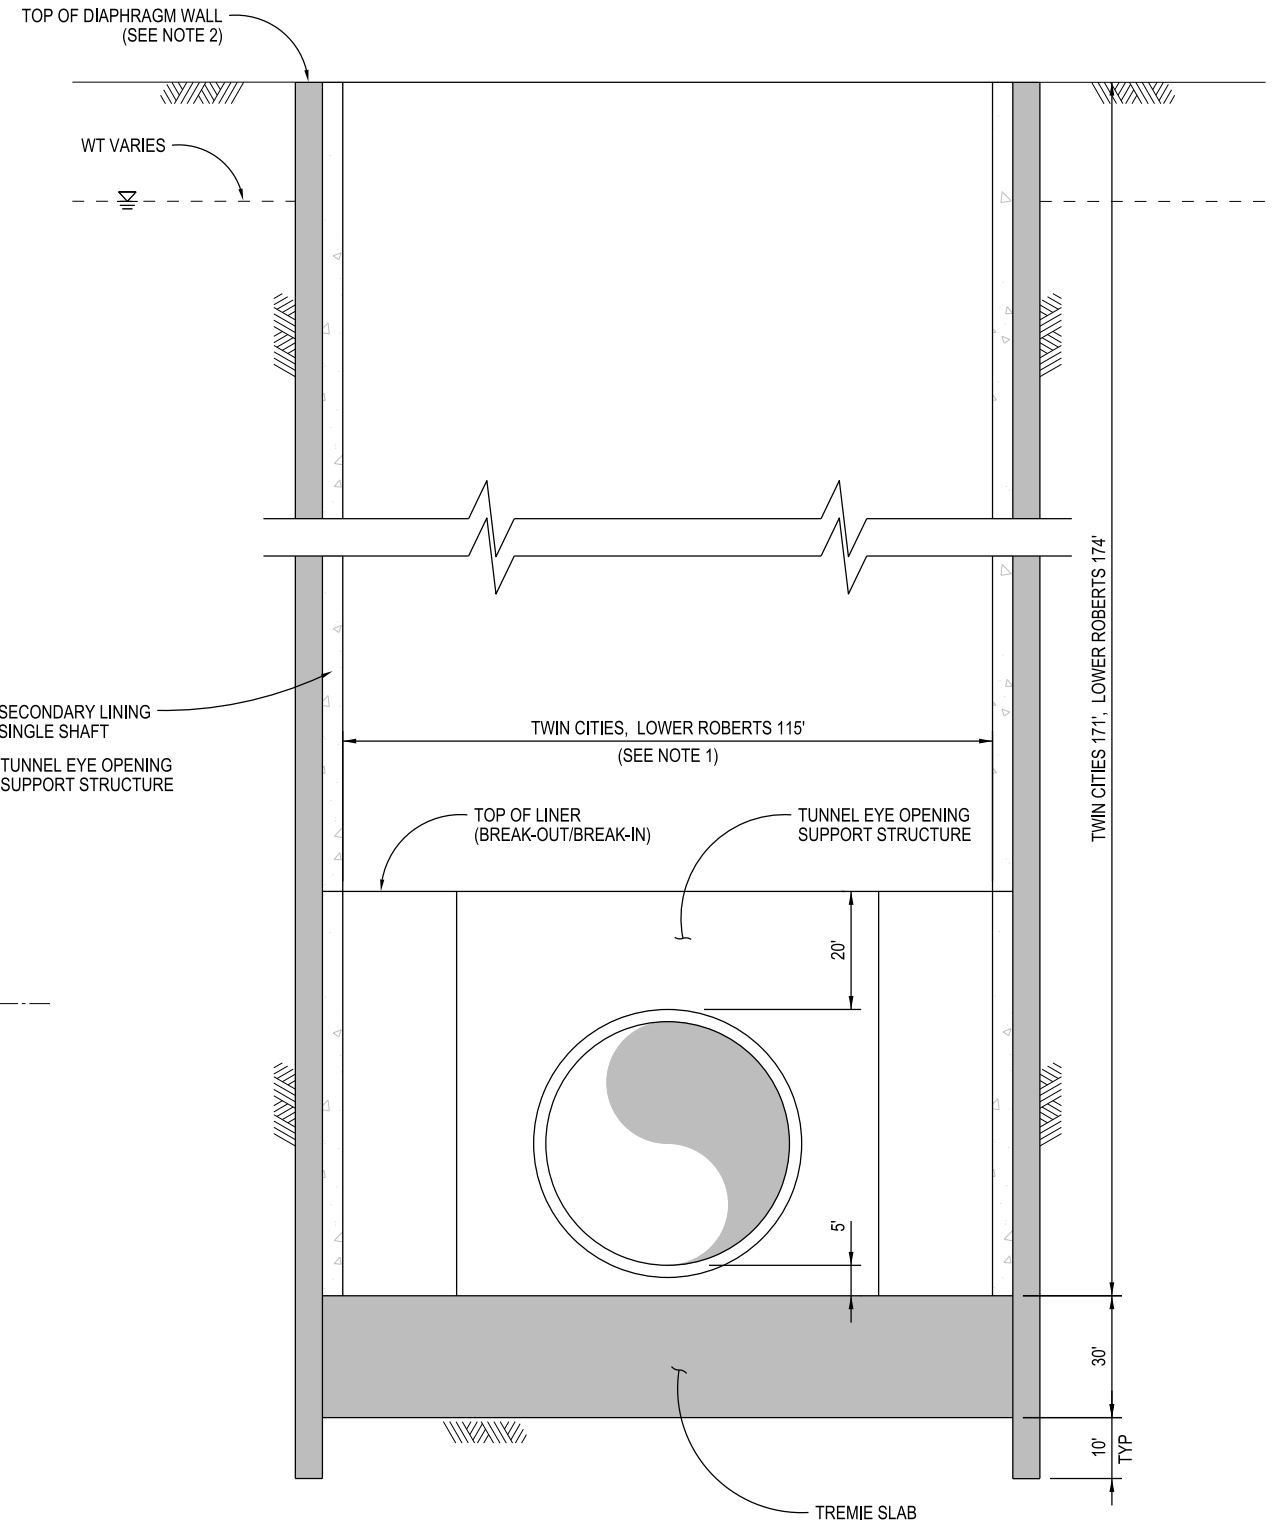 TOP OF DIAPHRAGM WALL
(SEE NOTE 2)
WT VARIES
TWIN CITIES 171', LOWER ROBERTS 174'
SECONDARY LINING
SINGLE SHAFT
TUNNEL EYE OPENING
SUPPORT STRUCTURE
TWIN CITIES, LOWER ROBERTS 115'
(SEE NOTE 1)
TOP OF LINER
(BREAK-OUT/BREAK-IN)
TUNNEL EYE OPENING
SUPPORT STRUCTURE
20'
5'
30'
10'
TYP
TREMIE SLAB